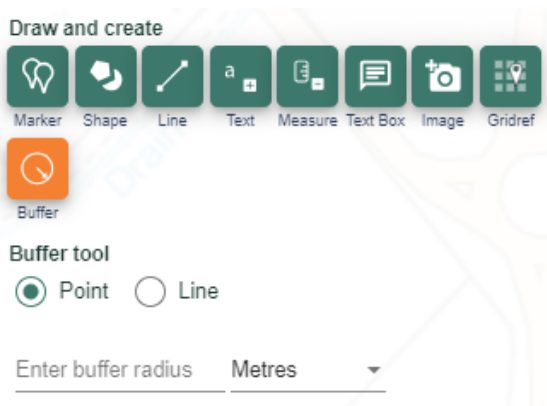 Draw and create
Marker Shape Line Text Measure Text Box Image Gridref
Buffer
Buffer tool
Point Line
Enter buffer radius Metres